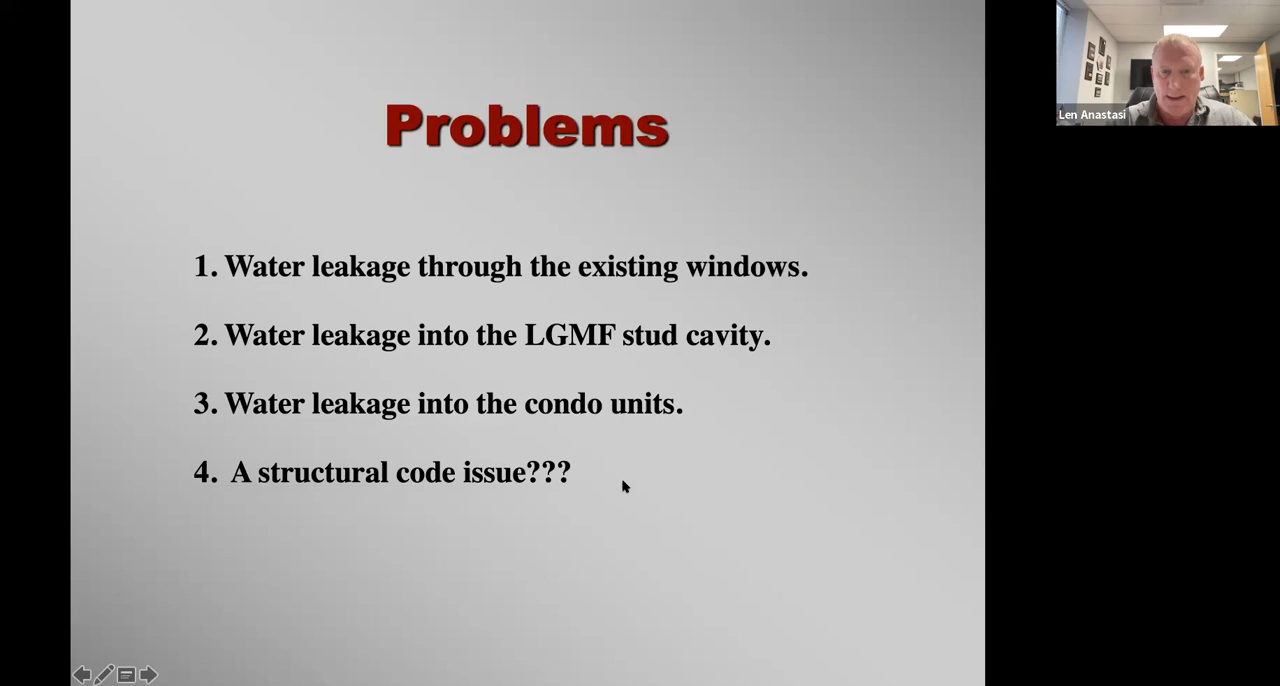 Problems
1. Water leakage through the existing windows.
2. Water leakage into the LGMF stud cavity.
3. Water leakage into the condo units.
4. A structural code issue???
Len Anastasi